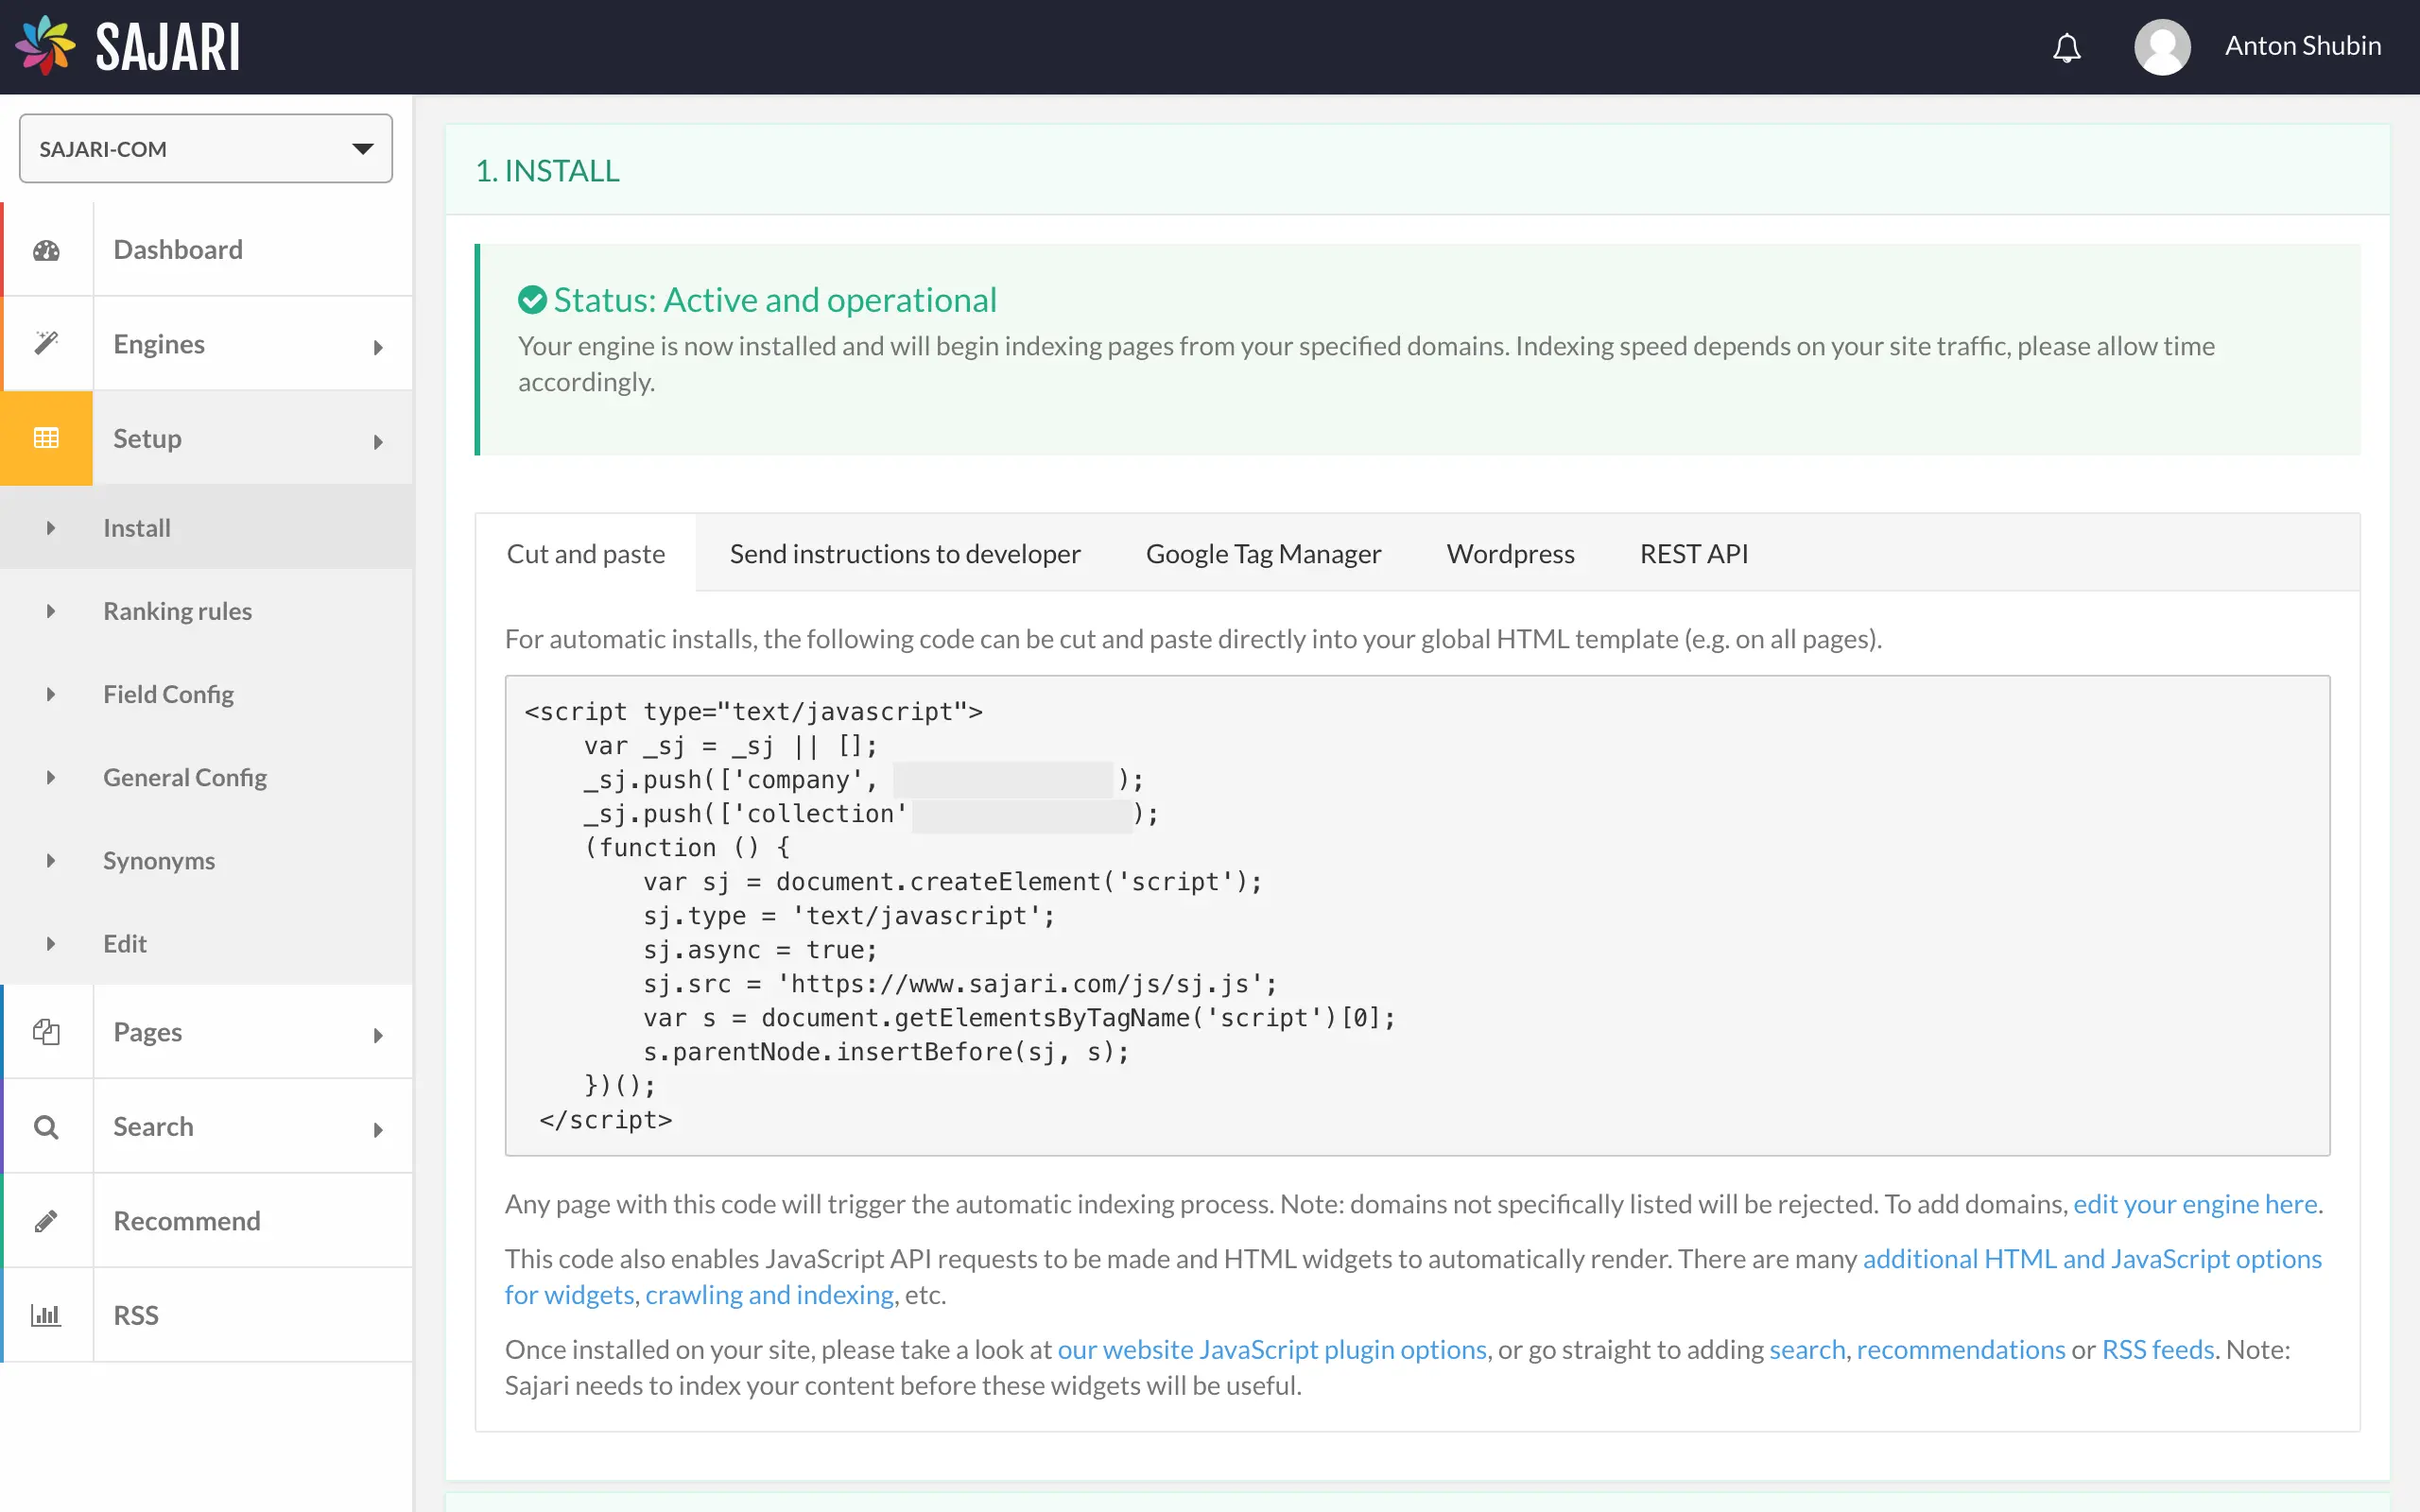 SAJARI
Anton Shubin
SAJARI-COM
Dashboard
Engines
Setup
Install
Ranking rules
Field Config
General Config
Synonyms
Edit
Pages
Search
Recommend
RSS
1. INSTALL
Status: Active and operational
Your engine is now installed and will begin indexing pages from your specified domains. Indexing speed depends on your site traffic, please allow time
accordingly.
Cut and paste
Send instructions to developer
Google Tag Manager
Wordpress
REST API
For automatic installs, the following code can be cut and paste directly into your global HTML template (e.g. on all pages).
<script type="text/javascript">
    var _sj = _sj || [];
    _sj.push(['company', );
    _sj.push(['collection' );
    (function () {
        var sj = document.createElement('script');
        sj.type = 'text/javascript';
        sj.async = true;
        sj.src = 'https://www.sajari.com/js/sj.js';
        var s = document.getElementsByTagName('script')[0];
        s.parentNode.insertBefore(sj, s);
    })();
 </script>
Any page with this code will trigger the automatic indexing process. Note: domains not specifically listed will be rejected. To add domains, edit your engine here.
This code also enables JavaScript API requests to be made and HTML widgets to automatically render. There are many additional HTML and JavaScript options
for widgets, crawling and indexing, etc.
Once installed on your site, please take a look at our website JavaScript plugin options, or go straight to adding search, recommendations or RSS feeds. Note:
Sajari needs to index your content before these widgets will be useful.